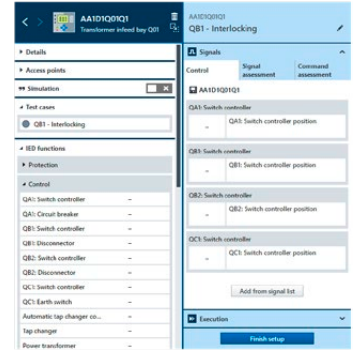 AA1D1Q01Q1
Transformer infeed bay Q01
Details
Access points
Simulation
Test cases
QB1 - Interlocking
IED functions
Protection
Control
QA1: Switch controller –
QA1: Circuit breaker –
QB1: Switch controller –
QB1: Disconnector –
QB2: Switch controller –
QB2: Disconnector –
QC1: Switch controller –
QC1: Earth switch –
Automatic tap changer co... –
Tap changer –
Power transformer –
AA1D1Q01Q1
QB1 - Interlocking
Signals
Control
Signal assessment
Command assessment
AA1D1Q01Q1
QA1: Switch controller
– QA1: Switch controller position
QB1: Switch controller
– QB1: Switch controller position
QB2: Switch controller
– QB2: Switch controller position
QC1: Switch controller
– QC1: Switch controller position
Add from signal list
Execution
Finish setup